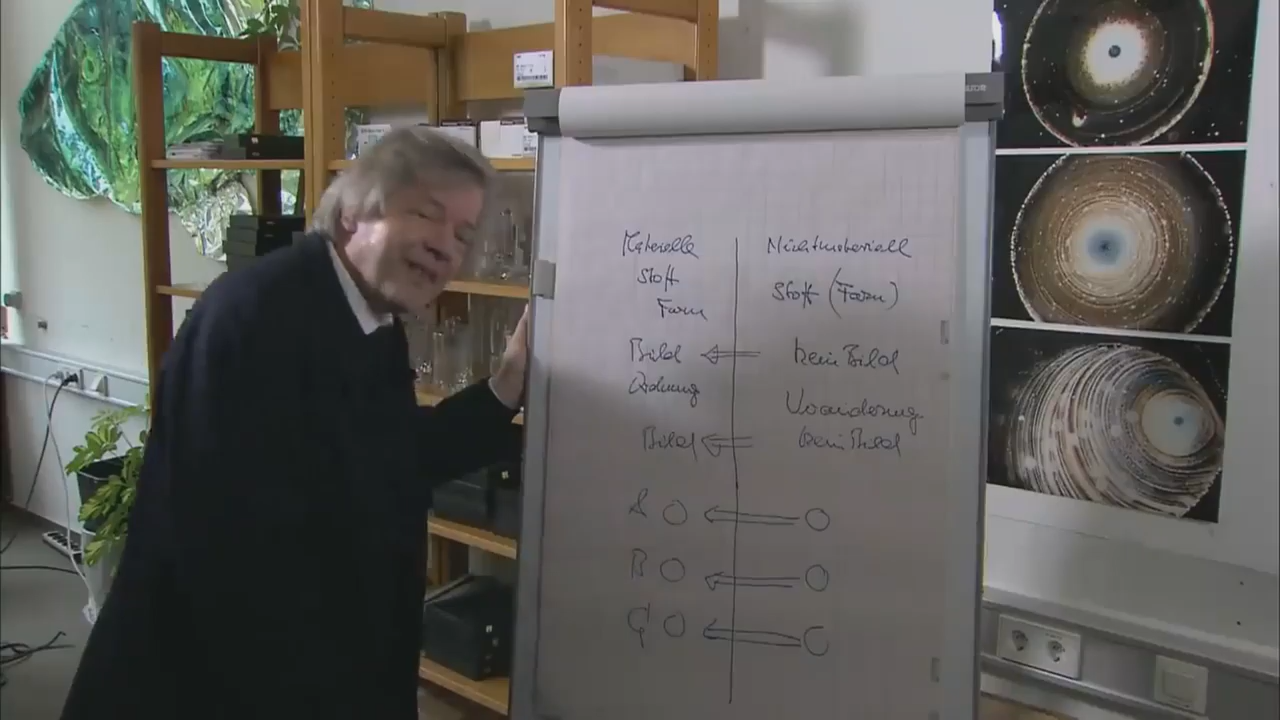 Materielle
Stoff
Form
Bild
Ordnung
Bild
A
B
C
Nichtmateriell
Stoff (Form)
kein Bild
Veränderung
kein Bild